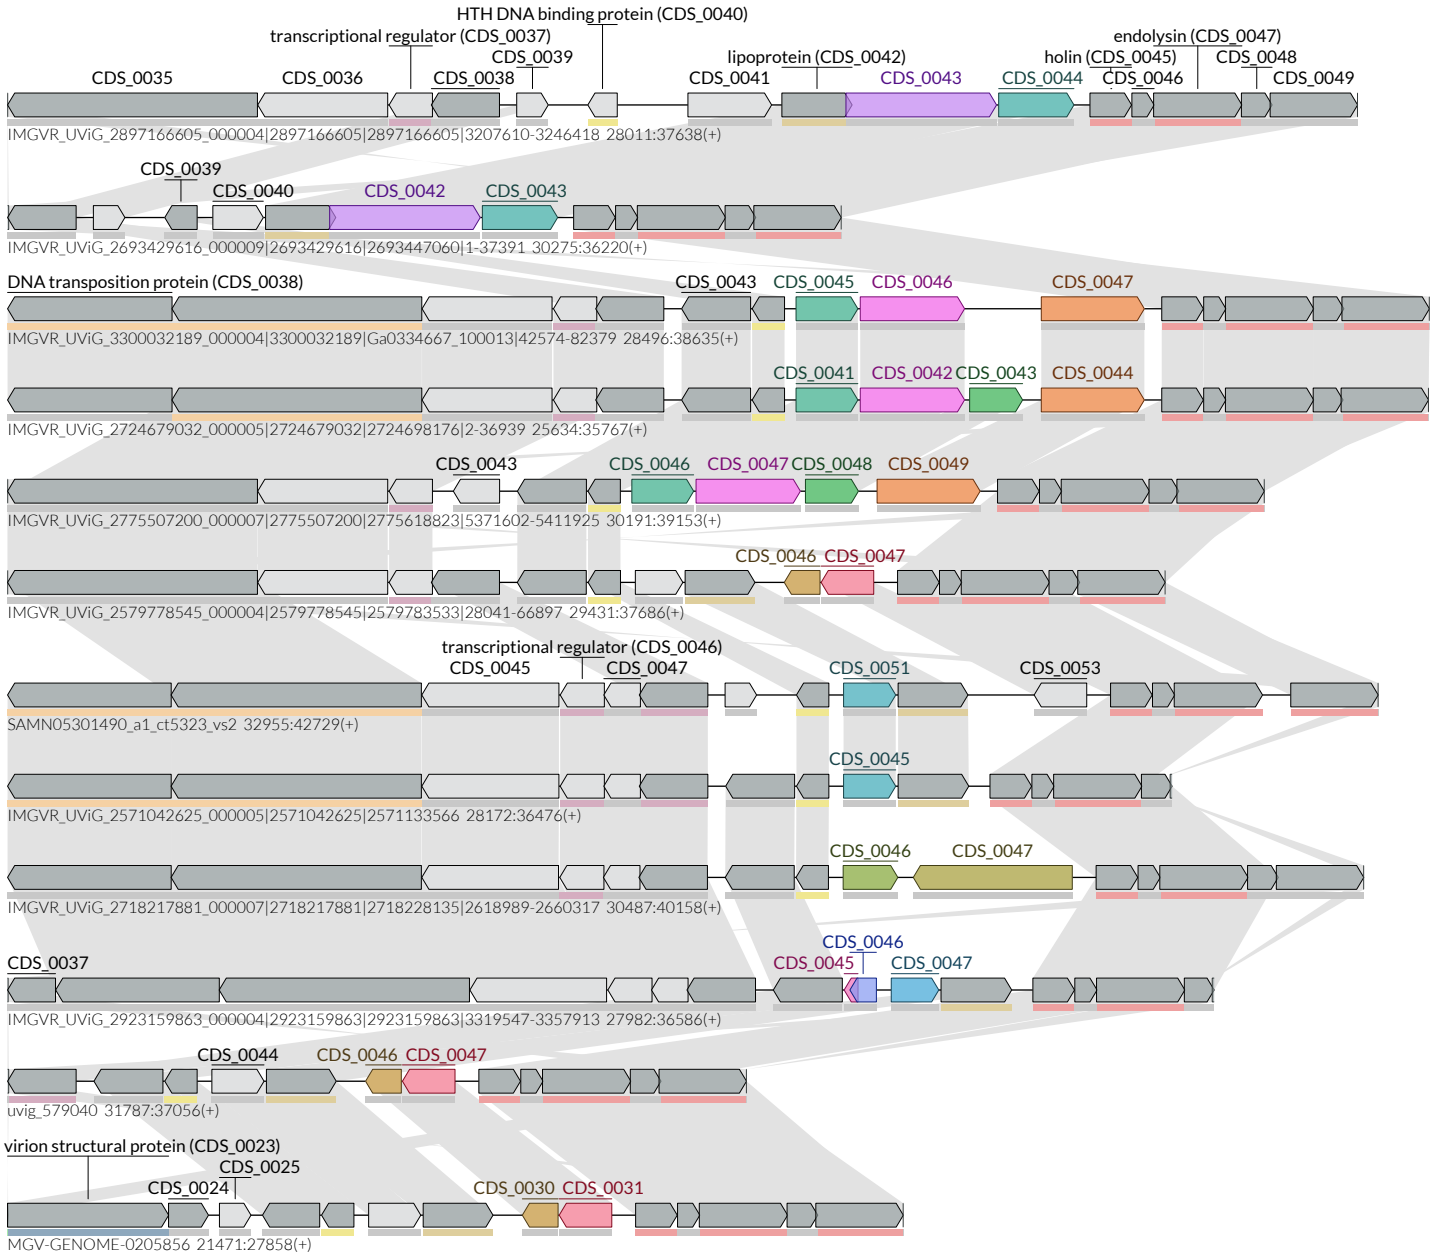 HTH DNA binding protein (CDS_0040)
transcriptional regulator (CDS_0037) endolysin (CDS_0047)
CDS_0039 lipoprotein (CDS_0042) holin (CDS_0045) CDS_0048
CDS_0035 CDS_0036 CDS_0038 CDS_0041 CDS_0043 CDS_0044 CDS_0046 CDS_0049
IMGVR_UViG_2897166605_000004|2897166605|2897166605|3207610-3246418 28011:37638(+)
CDS_0039
CDS_0040 CDS_0042 CDS_0043
IMGVR_UViG_2693429616_000009|2693429616|2693447060|1-37391 30275:36220(+)
DNA transposition protein (CDS_0038) CDS_0043 CDS_0045 CDS_0046 CDS_0047
IMGVR_UViG_3300032189_000004|3300032189|Ga0334667_100013|42574-82379 28496:38635(+)
CDS_0041 CDS_0042 CDS_0043 CDS_0044
IMGVR_UViG_2724679032_000005|2724679032|2724698176|2-36939 25634:35767(+)
CDS_0043 CDS_0046 CDS_0047 CDS_0048 CDS_0049
IMGVR_UViG_2775507200_000007|2775507200|2775618823|5371602-5411925 30191:39153(+)
CDS_0046 CDS_0047
IMGVR_UViG_2579778545_000004|2579778545|2579783533|28041-66897 29431:37686(+)
transcriptional regulator (CDS_0046)
CDS_0045 CDS_0047 CDS_0051 CDS_0053
SAMN05301490_a1_ct5323_vs2 32955:42729(+)
CDS_0045
IMGVR_UViG_2571042625_000005|2571042625|2571133566 28172:36476(+)
CDS_0046 CDS_0047
IMGVR_UViG_2718217881_000007|2718217881|2718228135|2618989-2660317 30487:40158(+)
CDS_0046
CDS_0037 CDS_0045 CDS_0047
IMGVR_UViG_2923159863_000004|2923159863|2923159863|3319547-3357913 27982:36586(+)
CDS_0044 CDS_0046 CDS_0047
uvig_579040 31787:37056(+)
virion structural protein (CDS_0023)
CDS_0025
CDS_0024 CDS_0030 CDS_0031
MGV-GENOME-0205856 21471:27858(+)